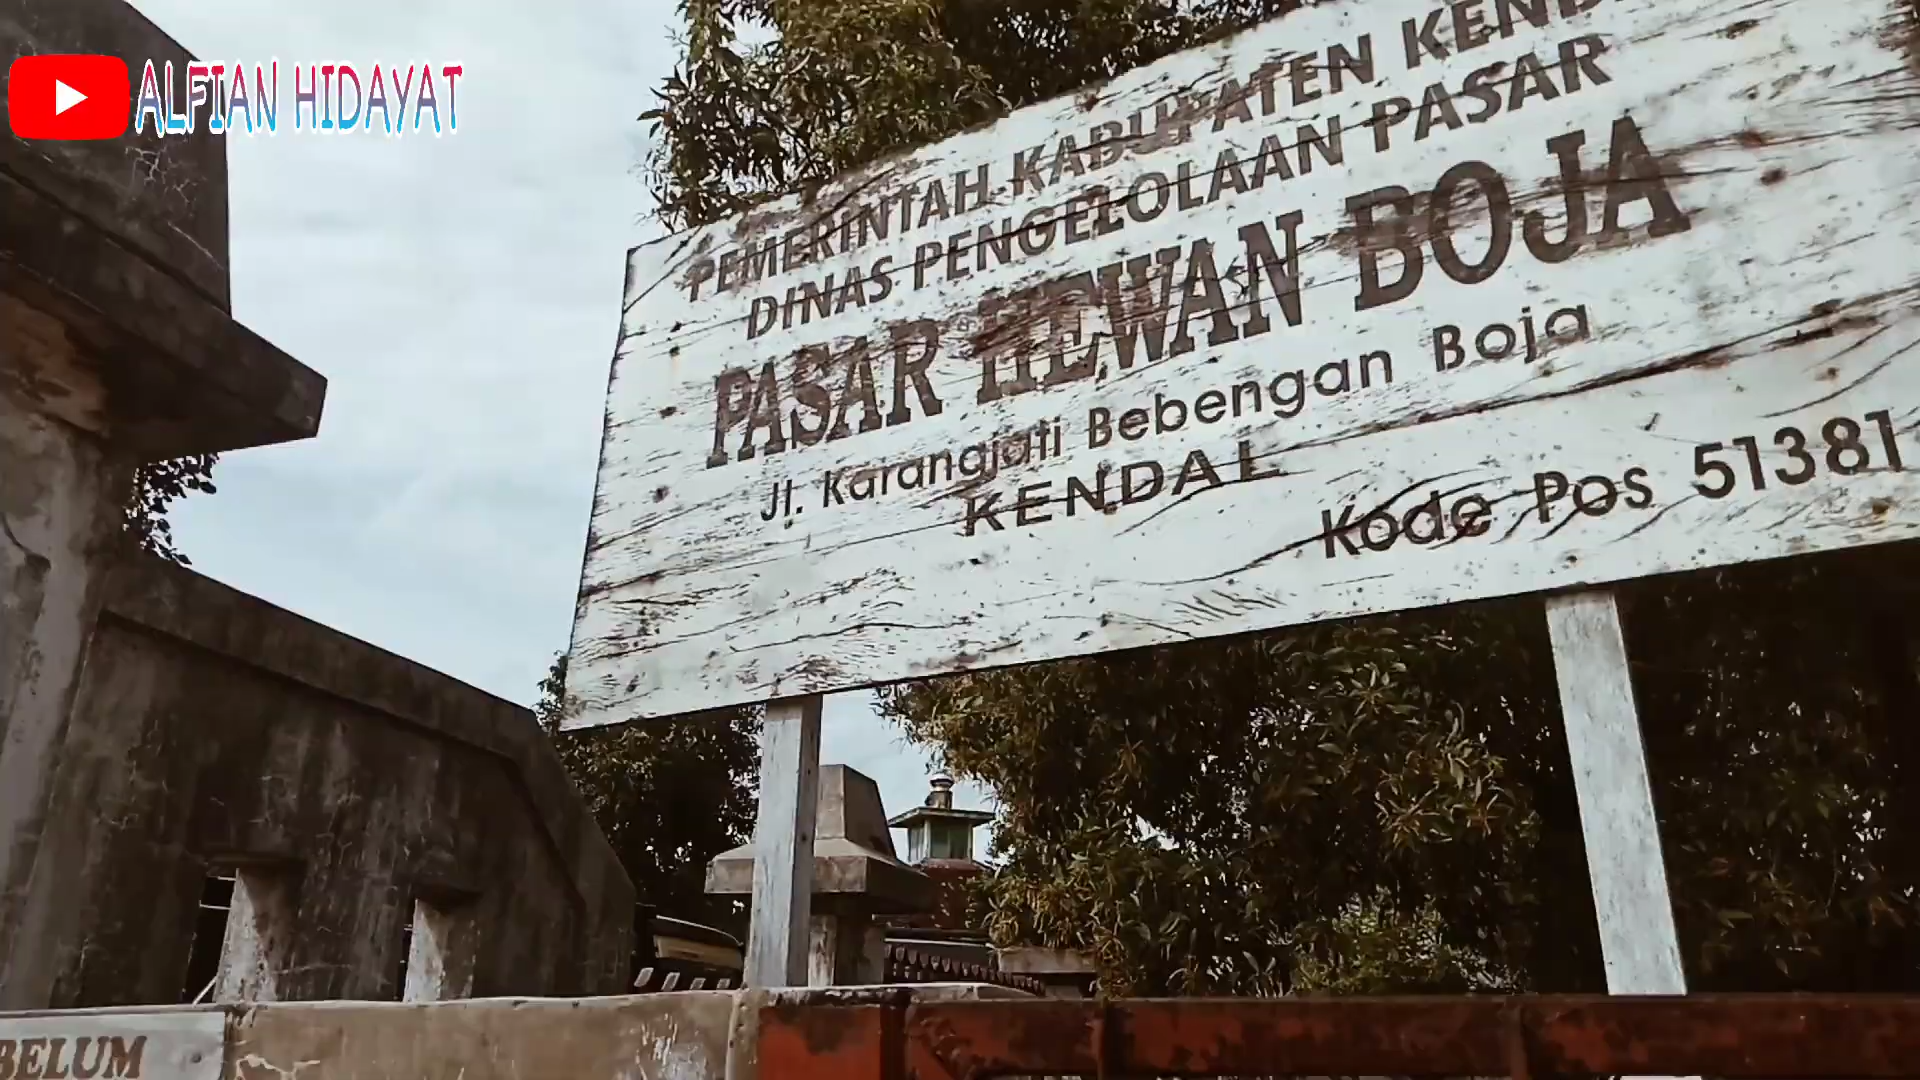 ALFIAN HIDAYAT
PEMERINTAH KABUPATEN KEND
DINAS PENGELOLAAN PASAR
PASAR HEWAN BOJA
Jl. Karangjati Bebengan Boja
KENDAL
Kode Pos 51381
BELUM